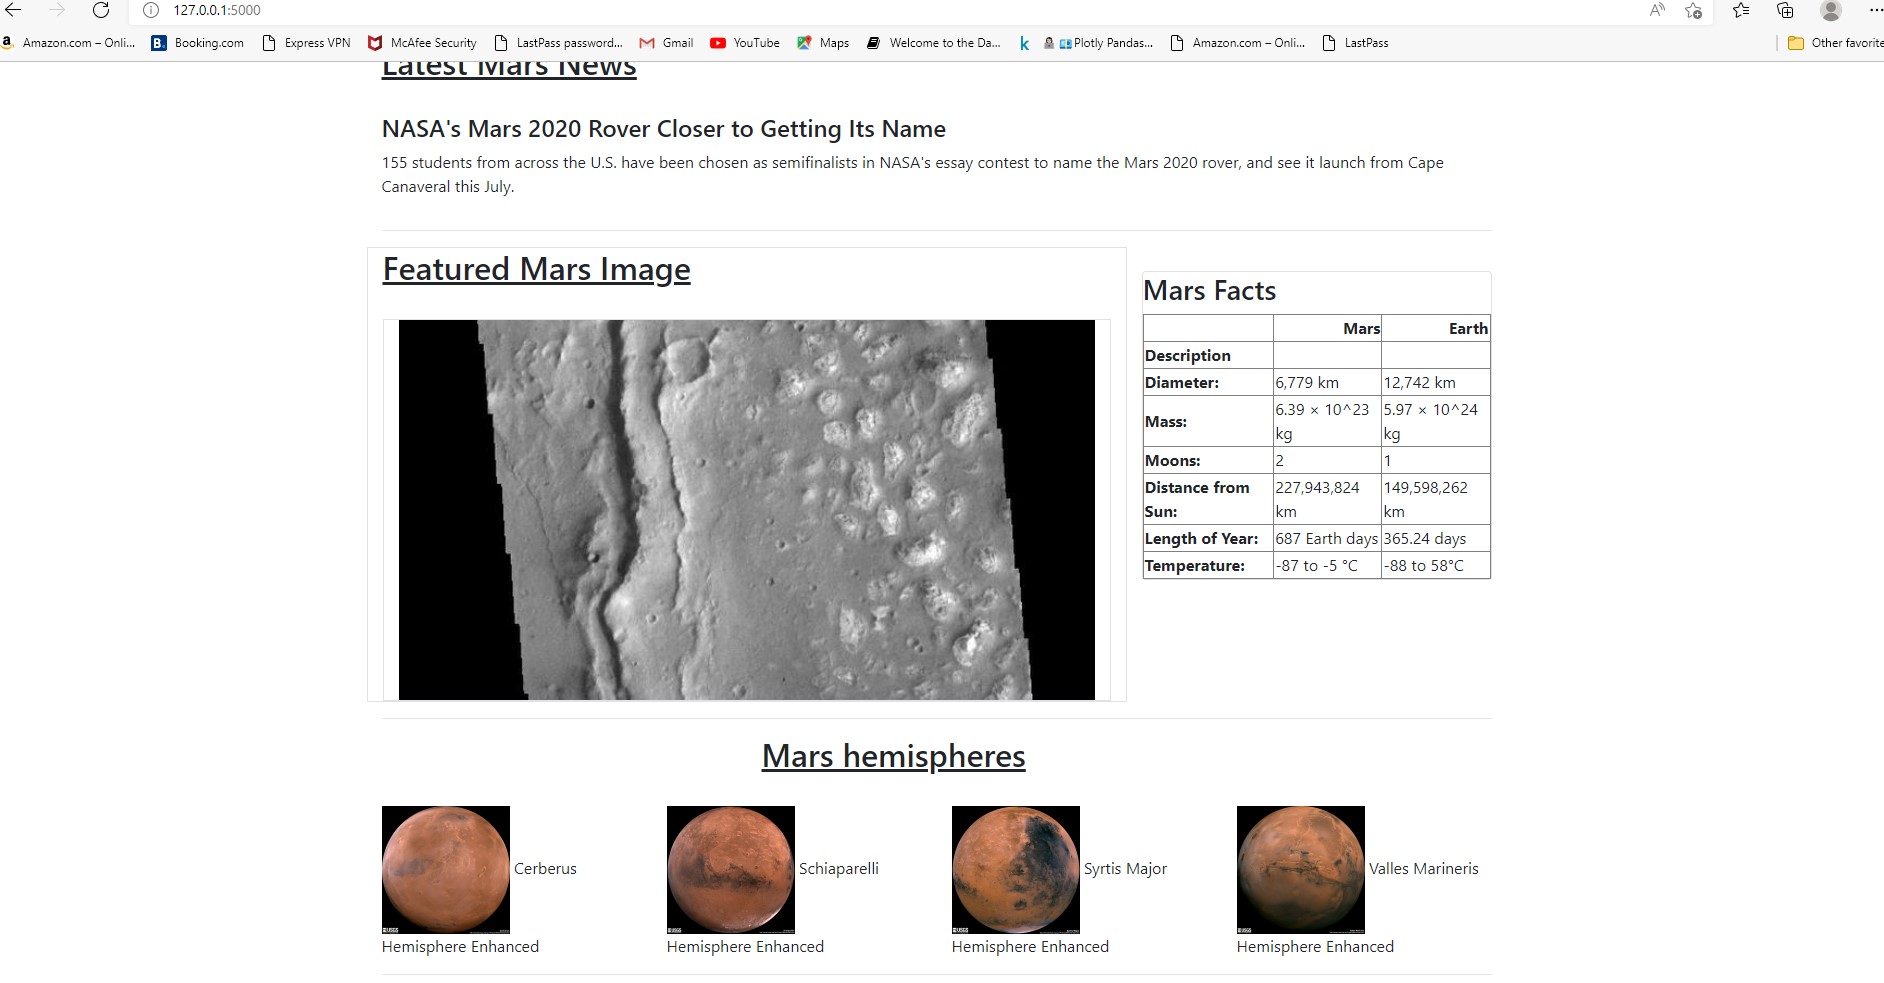 127.0.0.1:5000
Amazon.com – Onli... Booking.com Express VPN McAfee Security LastPass password... Gmail YouTube Maps Welcome to the Da... Plotly Pandas... Amazon.com – Onli... LastPass Other favorite
Latest Mars News
NASA's Mars 2020 Rover Closer to Getting Its Name
155 students from across the U.S. have been chosen as semifinalists in NASA's essay contest to name the Mars 2020 rover, and see it launch from Cape
Canaveral this July.
Featured Mars Image
Mars Facts
Mars Earth
Description
Diameter: 6,779 km 12,742 km
Mass: 6.39 × 10^23 kg 5.97 × 10^24 kg
Moons: 2 1
Distance from Sun: 227,943,824 km 149,598,262 km
Length of Year: 687 Earth days 365.24 days
Temperature: -87 to -5 °C -88 to 58°C
Mars hemispheres
Cerberus
Hemisphere Enhanced
Schiaparelli
Hemisphere Enhanced
Syrtis Major
Hemisphere Enhanced
Valles Marineris
Hemisphere Enhanced